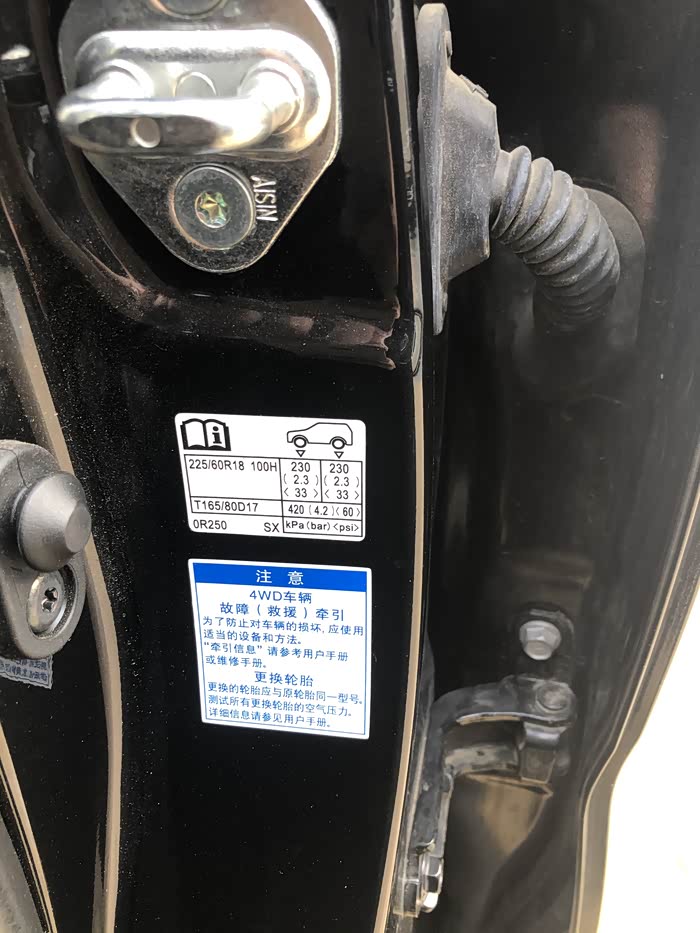 AISIN
225/60R18 100H
230 230
( 2.3 ) ( 2.3 )
< 33 > < 33 >
T165/80D17 420 ( 4.2 ) < 60 >
0R250 SX kPa (bar) <psi>
注 意
4WD车辆
故障（救援）牵引
为了防止对车辆的损坏, 应使用
适当的设备和方法。
“牵引信息” 请参考用户手册
或维修手册。
更换轮胎
更换的轮胎应与原轮胎同一型号。
测试所有更换轮胎的空气压力。
详细信息请参见用户手册。